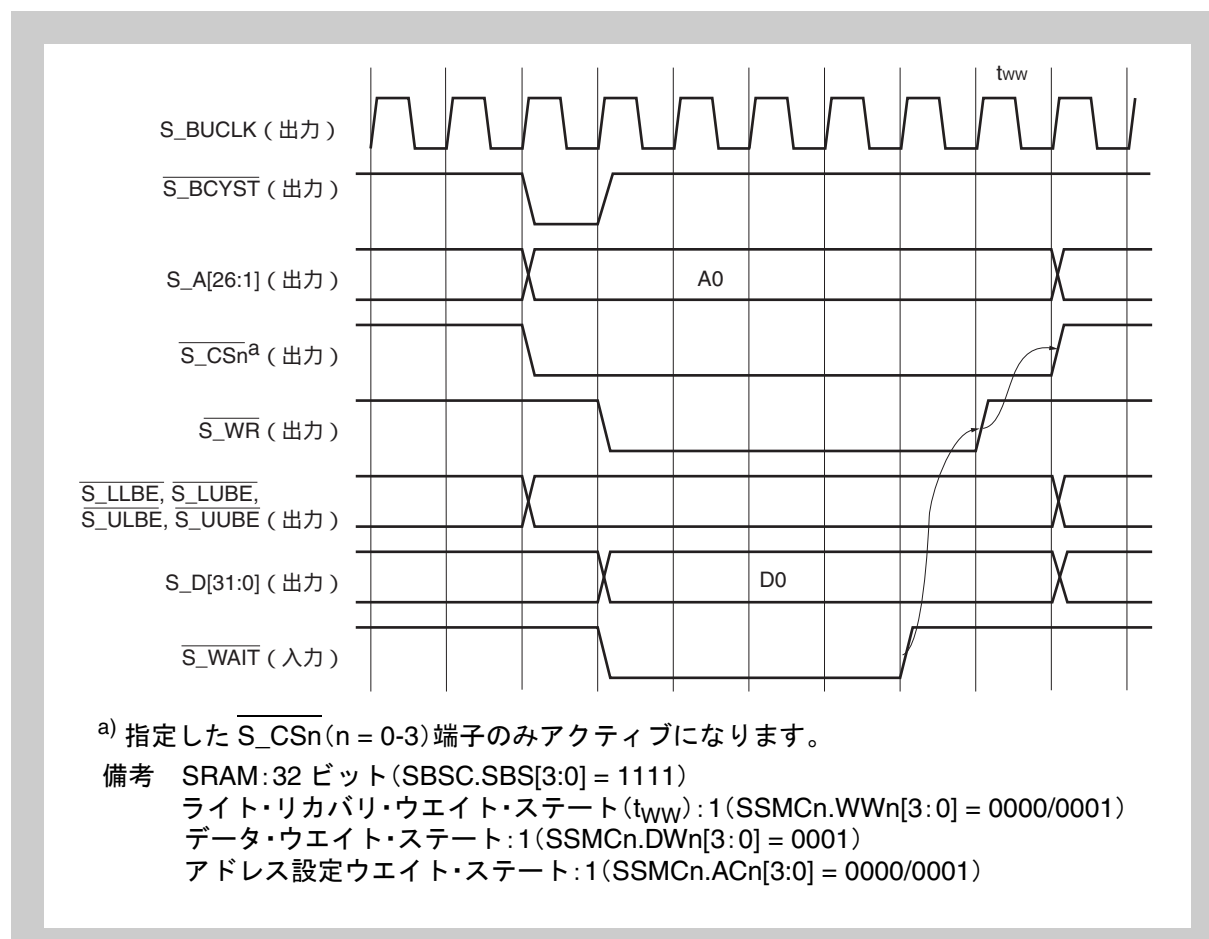 tWW
S_BUCLK(出力)
S_BCYST(出力)
S_A[26:1](出力)
A0
S_CSn a(出力)
S_WR(出力)
S_LLBE, S_LUBE,
S_ULBE, S_UUBE(出力)
S_D[31:0](出力)
D0
S_WAIT(入力)
a) 指定した S_CSn(n = 0-3)端子のみアクティブになります。
備考 SRAM:32 ビット(SBSC.SBS[3:0] = 1111)
ライト・リカバリ・ウエイト・ステート(tWW):1(SSMCn.WWn[3:0] = 0000/0001)
データ・ウエイト・ステート:1(SSMCn.DWn[3:0] = 0001)
アドレス設定ウエイト・ステート:1(SSMCn.ACn[3:0] = 0000/0001)